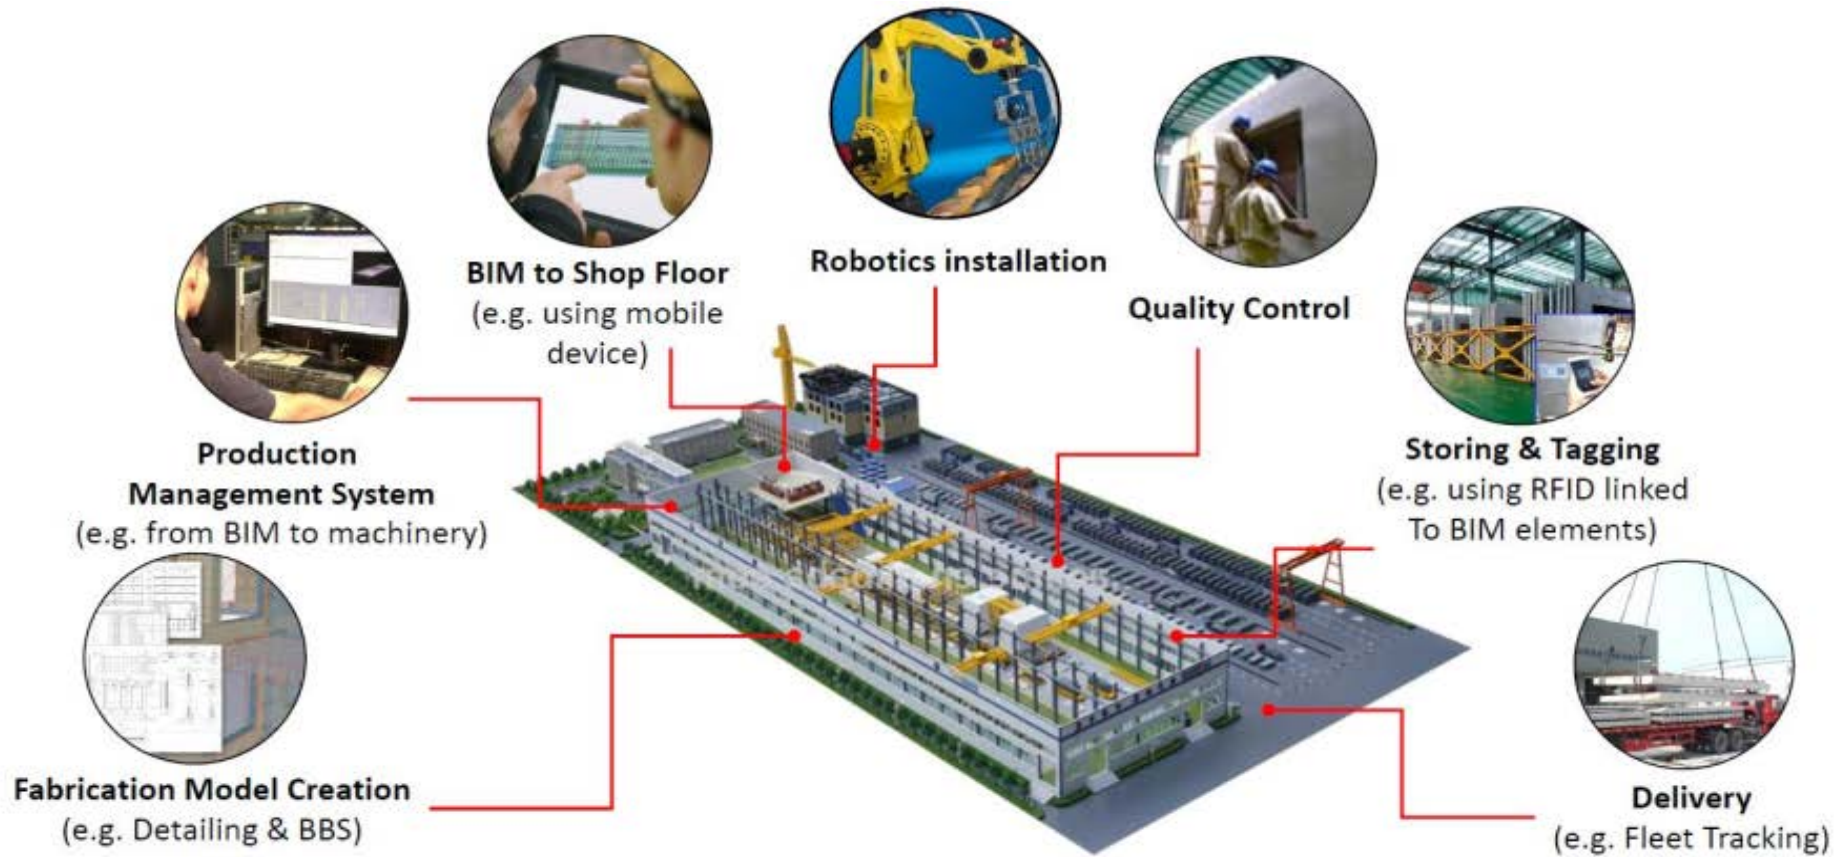 BIM to Shop Floor
(e.g. using mobile
device)
Robotics installation
Quality Control
Production
Management System
(e.g. from BIM to machinery)
Storing & Tagging
(e.g. using RFID linked
To BIM elements)
Fabrication Model Creation
(e.g. Detailing & BBS)
Delivery
(e.g. Fleet Tracking)